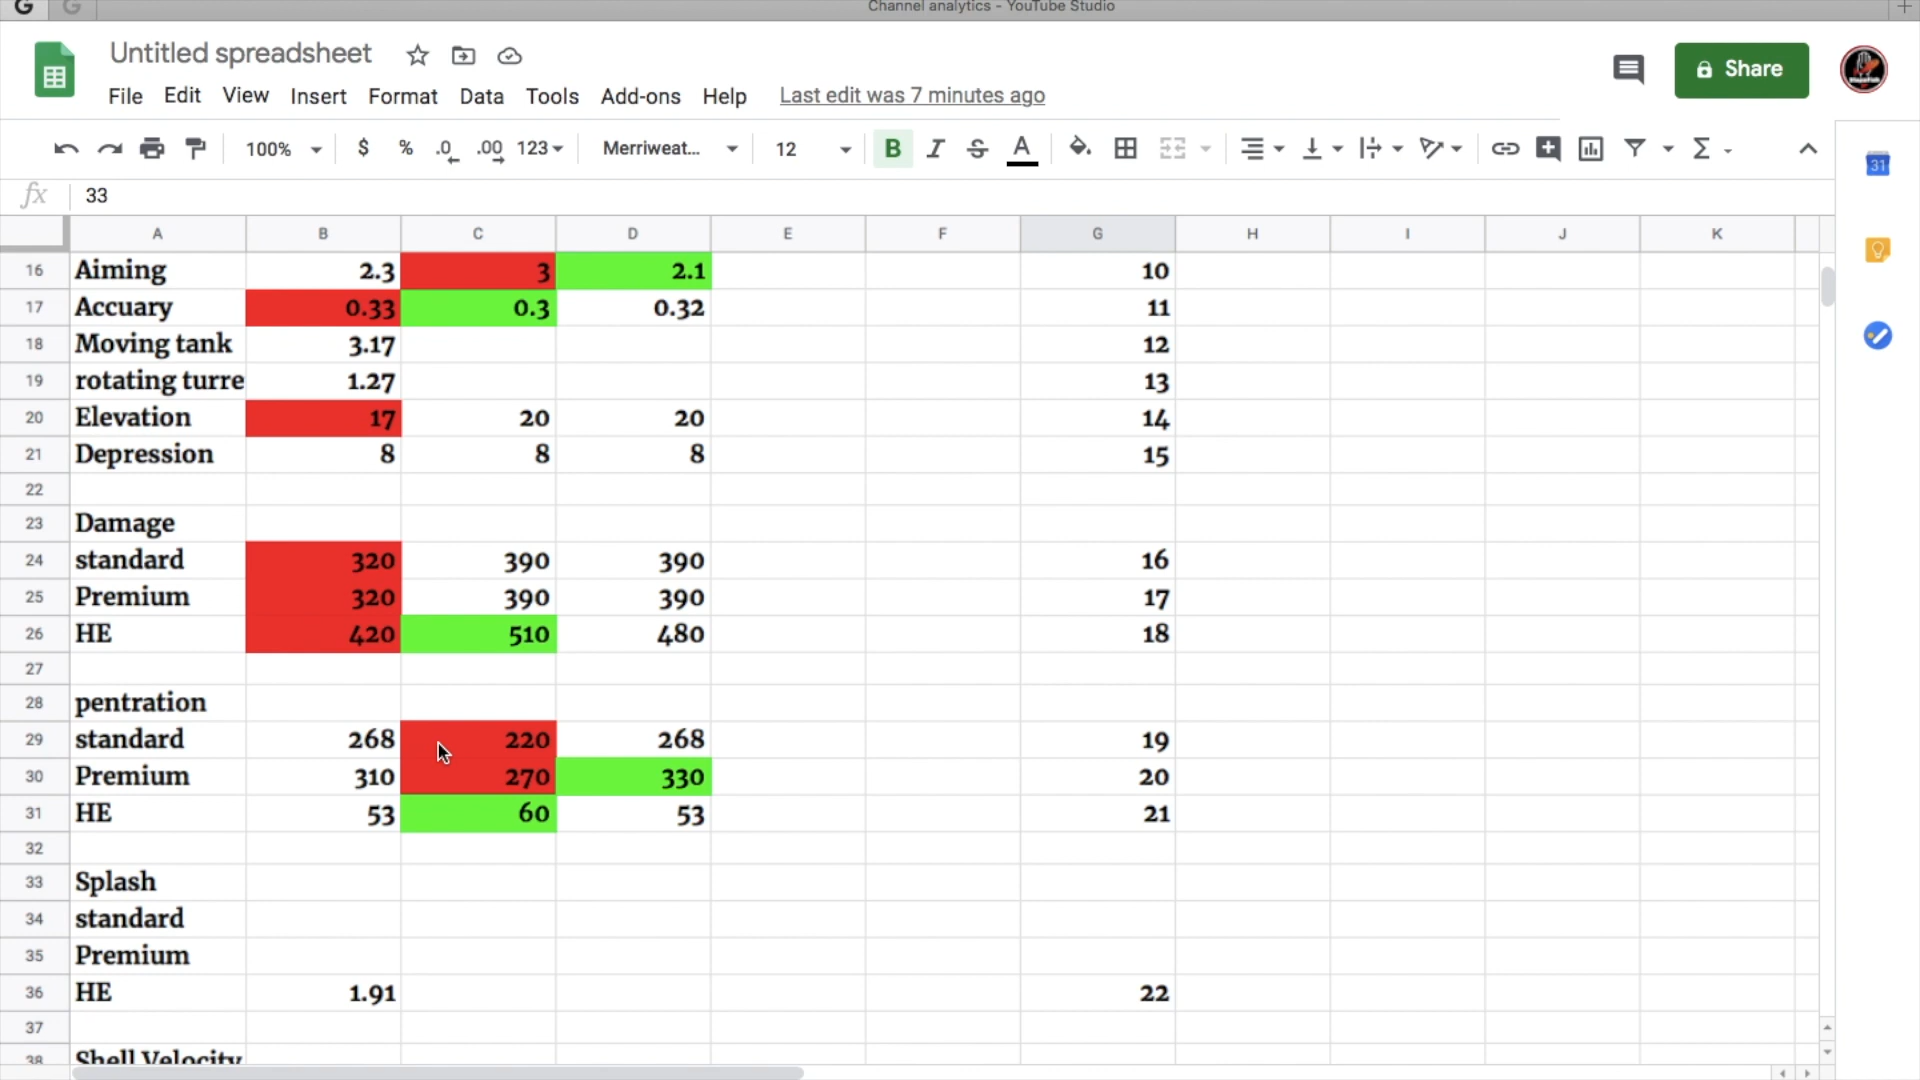 G G Channel analytics - YouTube Studio
Untitled spreadsheet
Share
File Edit View Insert Format Data Tools Add-ons Help Last edit was 7 minutes ago
100% $ % .0 .00 123 Merriweat... 12 B I S A Σ
31
fx 33
A B C D E F G H I J K
16 Aiming 2.3 3 2.1 10
17 Accuary 0.33 0.3 0.32 11
18 Moving tank 3.17 12
19 rotating turre 1.27 13
20 Elevation 17 20 20 14
21 Depression 8 8 8 15
22
23 Damage
24 standard 320 390 390 16
25 Premium 320 390 390 17
26 HE 420 510 480 18
27
28 pentration
29 standard 268 220 268 19
30 Premium 310 270 330 20
31 HE 53 60 53 21
32
33 Splash
34 standard
35 Premium
36 HE 1.91 22
37
38 Shell Velocity